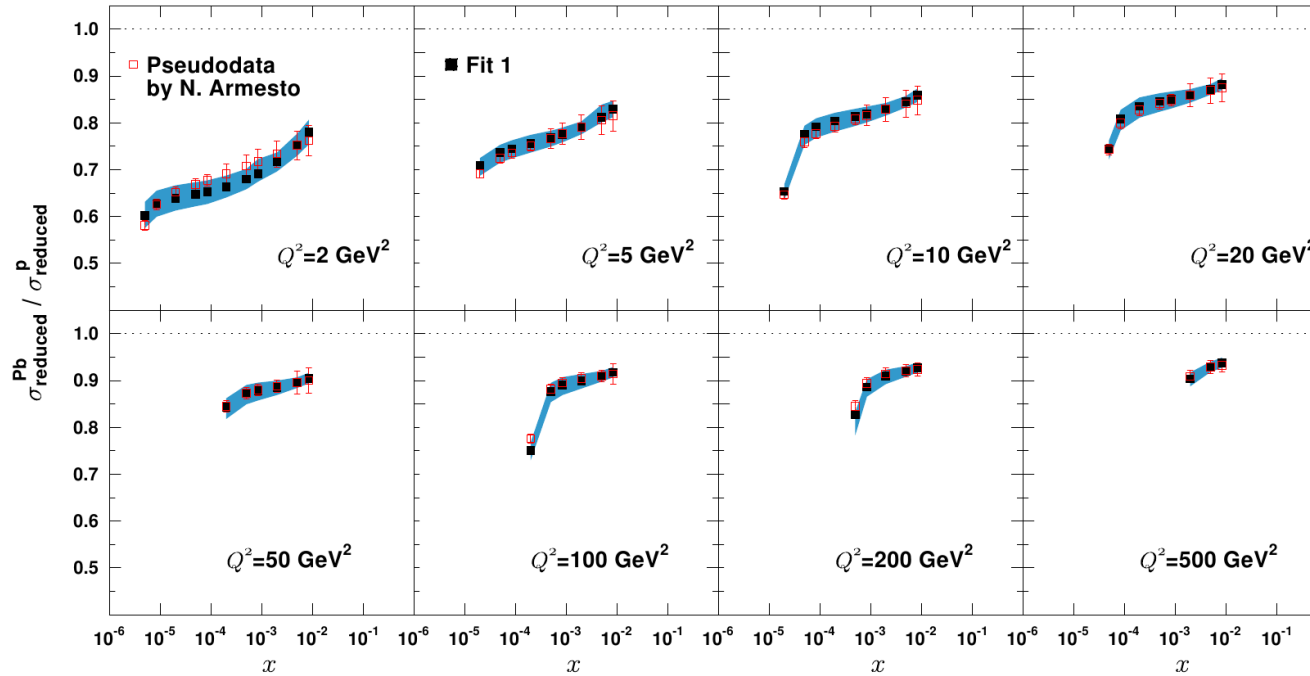 1.0
0.9
0.8
0.7
0.6
0.5
Pseudodata
by N. Armesto
Fit 1
Q²=2 GeV²
Q²=5 GeV²
Q²=10 GeV²
Q²=20 GeV²
σ^Pb_reduced / σ^p_reduced
1.0
0.9
0.8
0.7
0.6
0.5
Q²=50 GeV²
Q²=100 GeV²
Q²=200 GeV²
Q²=500 GeV²
10⁻⁶ 10⁻⁵ 10⁻⁴ 10⁻³ 10⁻² 10⁻¹ 10⁻⁶ 10⁻⁵ 10⁻⁴ 10⁻³ 10⁻² 10⁻¹ 10⁻⁶ 10⁻⁵ 10⁻⁴ 10⁻³ 10⁻² 10⁻¹ 10⁻⁶ 10⁻⁵ 10⁻⁴ 10⁻³ 10⁻² 10⁻¹
x x x x